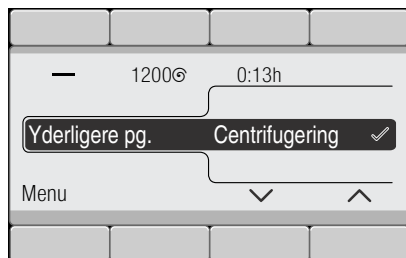 — 1200 0:13h
Yderligere pg. Centrifugering ✓
Menu